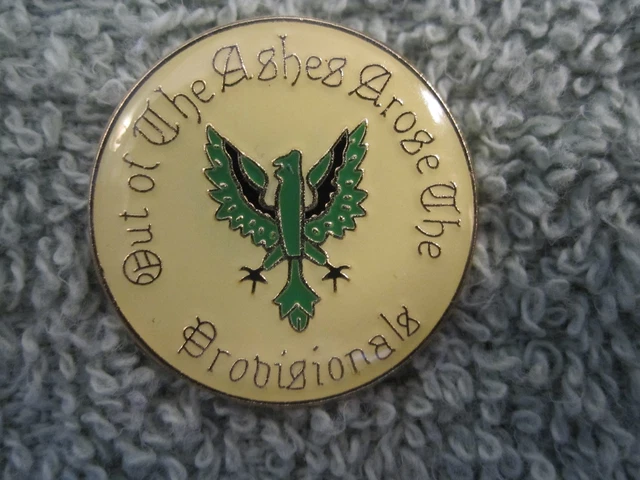 Out of The Ashes Arose The
Provisionals